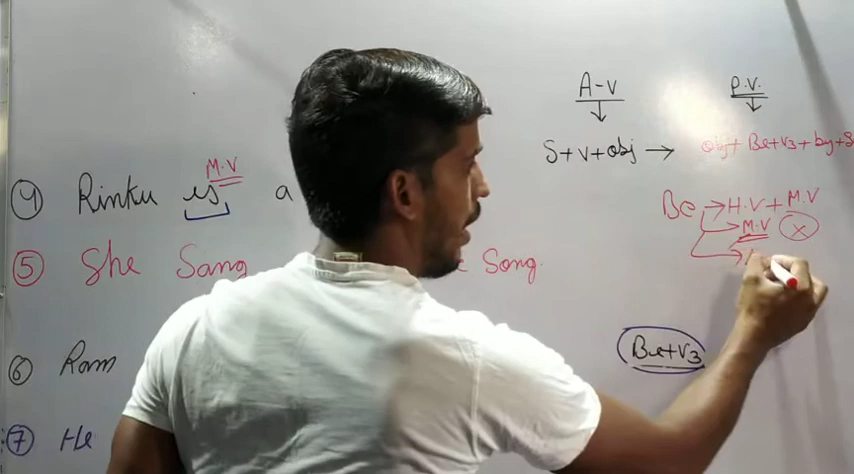 A-V
P.V.
S+V+obj → obj+ Be+V3+by+S
M.V
④ Rinku is a
Be → H.V + M.V
→ M.V ⓧ
⑤ She Sang Song.
Be+V3
⑥ Ram
⑦ He